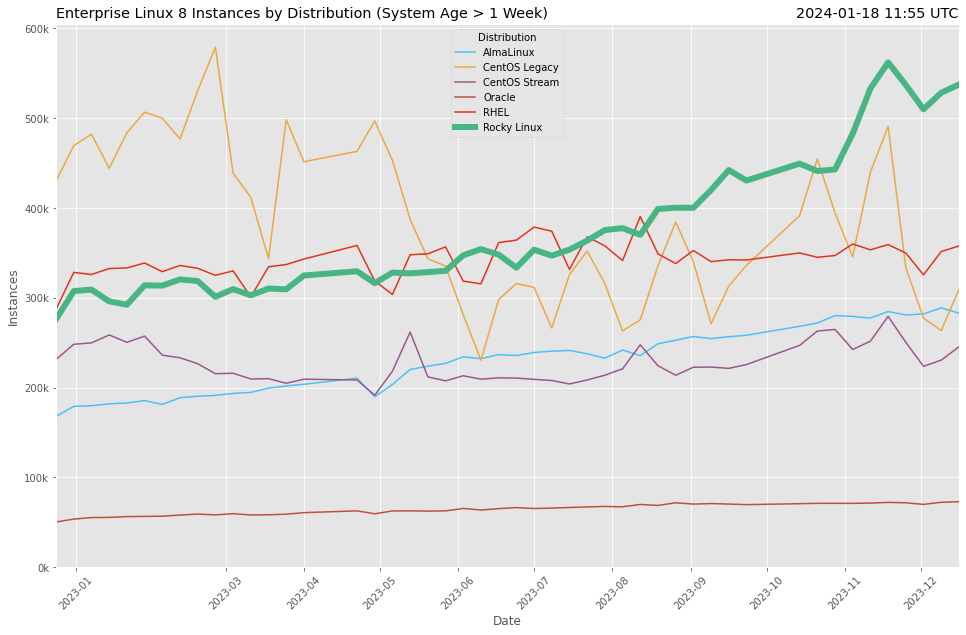 Enterprise Linux 8 Instances by Distribution (System Age > 1 Week)
2024-01-18 11:55 UTC
Distribution
AlmaLinux
CentOS Legacy
CentOS Stream
Oracle
RHEL
Rocky Linux
600k
500k
400k
300k
200k
100k
0k
Instances
2023-01
2023-03
2023-04
2023-05
2023-06
2023-07
2023-08
2023-09
2023-10
2023-11
2023-12
Date